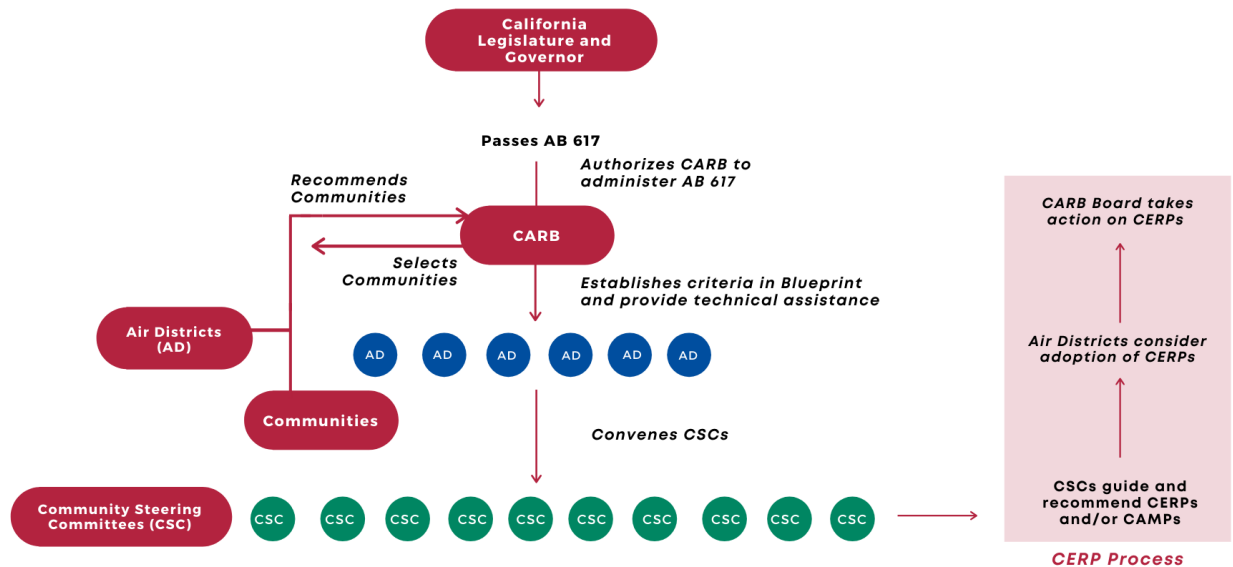 California
Legislature and
Governor
Passes AB 617
Authorizes CARB to
administer AB 617
Recommends
Communities
CARB
Selects
Communities
Establishes criteria in Blueprint
and provide technical assistance
Air Districts
(AD)
AD AD AD AD AD AD
Communities
Convenes CSCs
Community Steering
Committees (CSC)
CSC CSC CSC CSC CSC CSC CSC CSC CSC CSC
CARB Board takes
action on CERPs
Air Districts consider
adoption of CERPs
CSCs guide and
recommend CERPs
and/or CAMPs
CERP Process